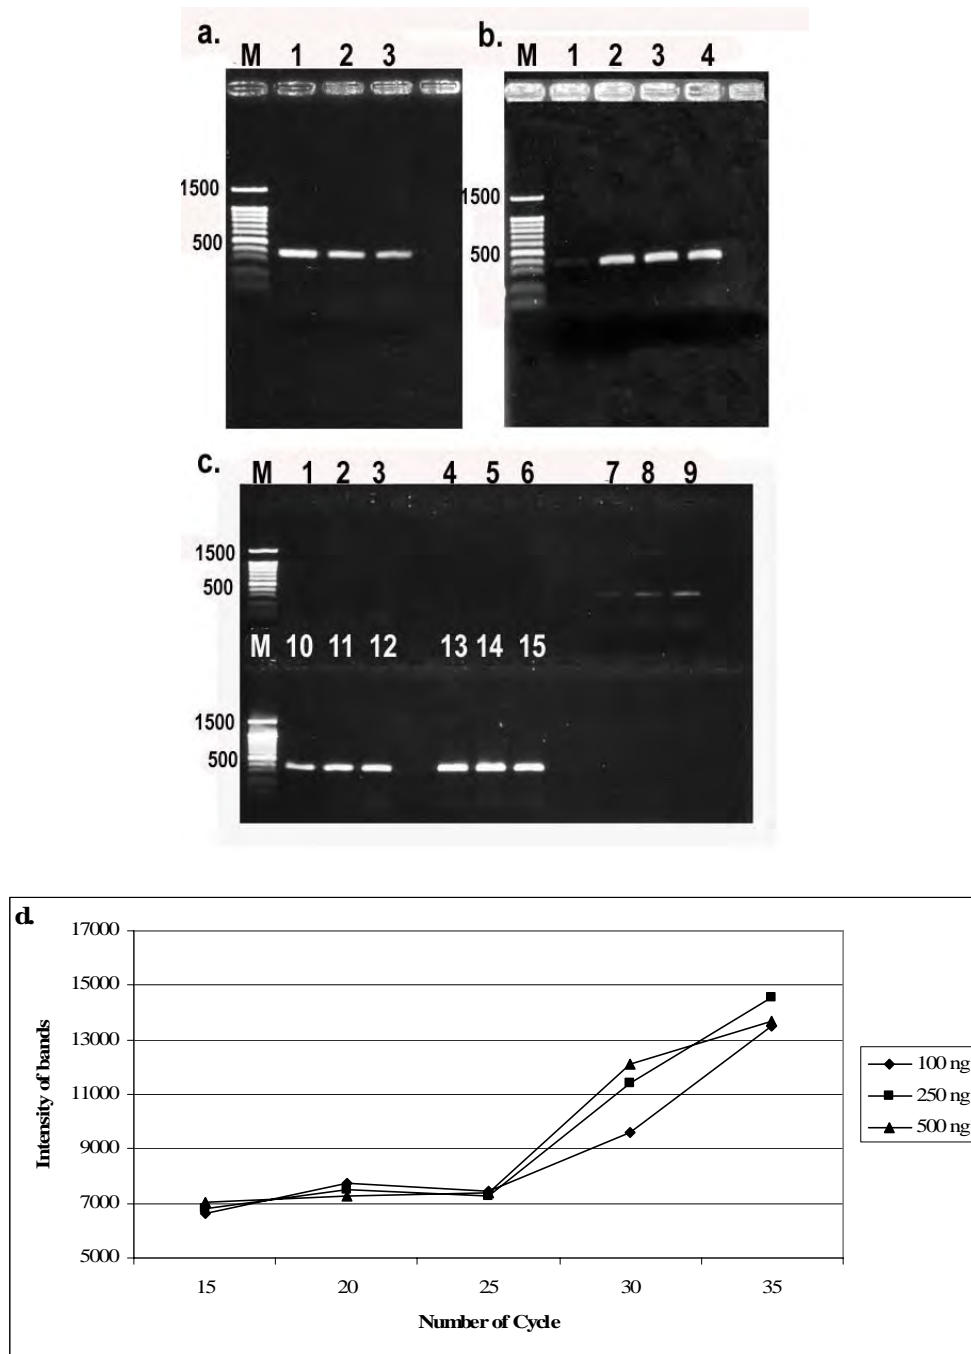 a.
M 1 2 3
1500
500
b.
M 1 2 3 4
1500
500
c.
M 1 2 3 4 5 6 7 8 9
1500
500
M 10 11 12 13 14 15
1500
500
d.
17000
15000
13000
11000
9000
7000
5000
Intensity of bands
15 20 25 30 35
Number of Cycle
100 ng
250 ng
500 ng